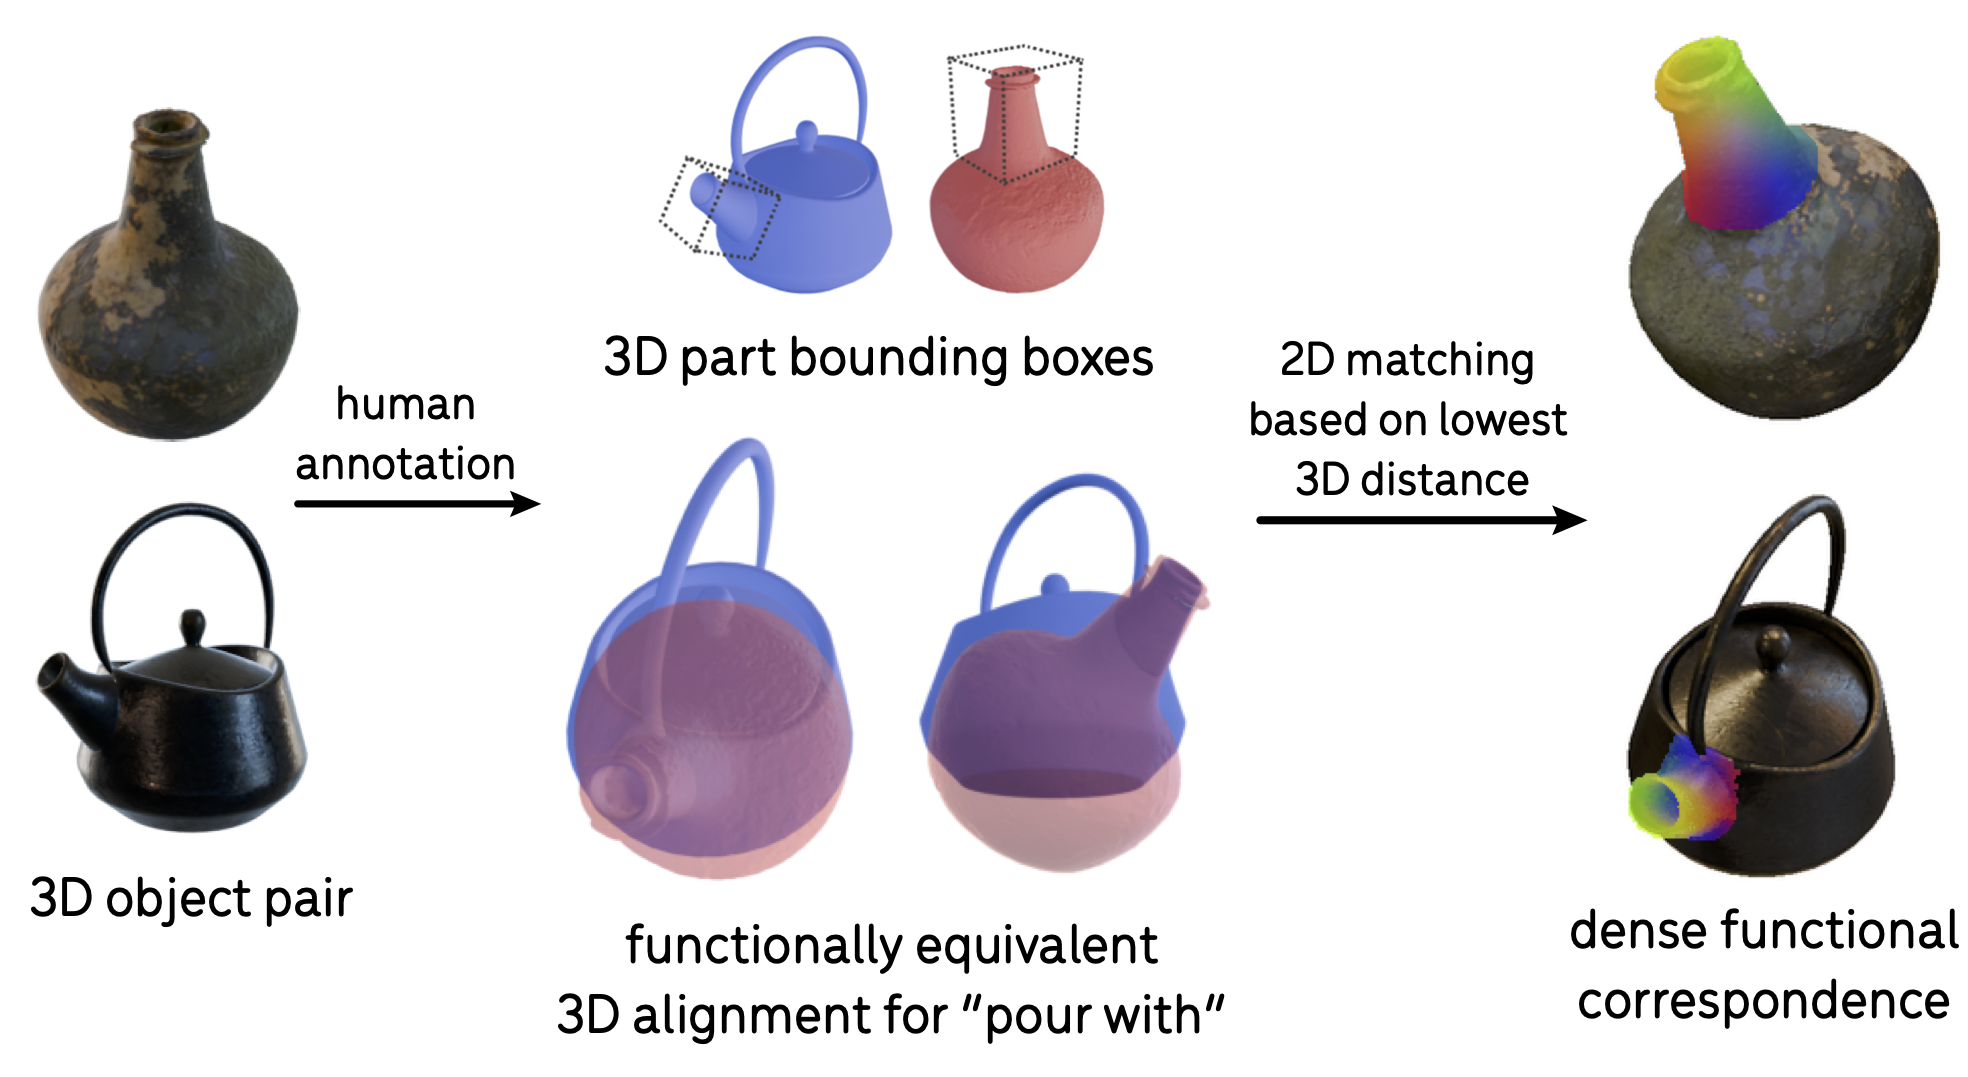 human
annotation
3D object pair
3D part bounding boxes
functionally equivalent
3D alignment for "pour with"
2D matching
based on lowest
3D distance
dense functional
correspondence